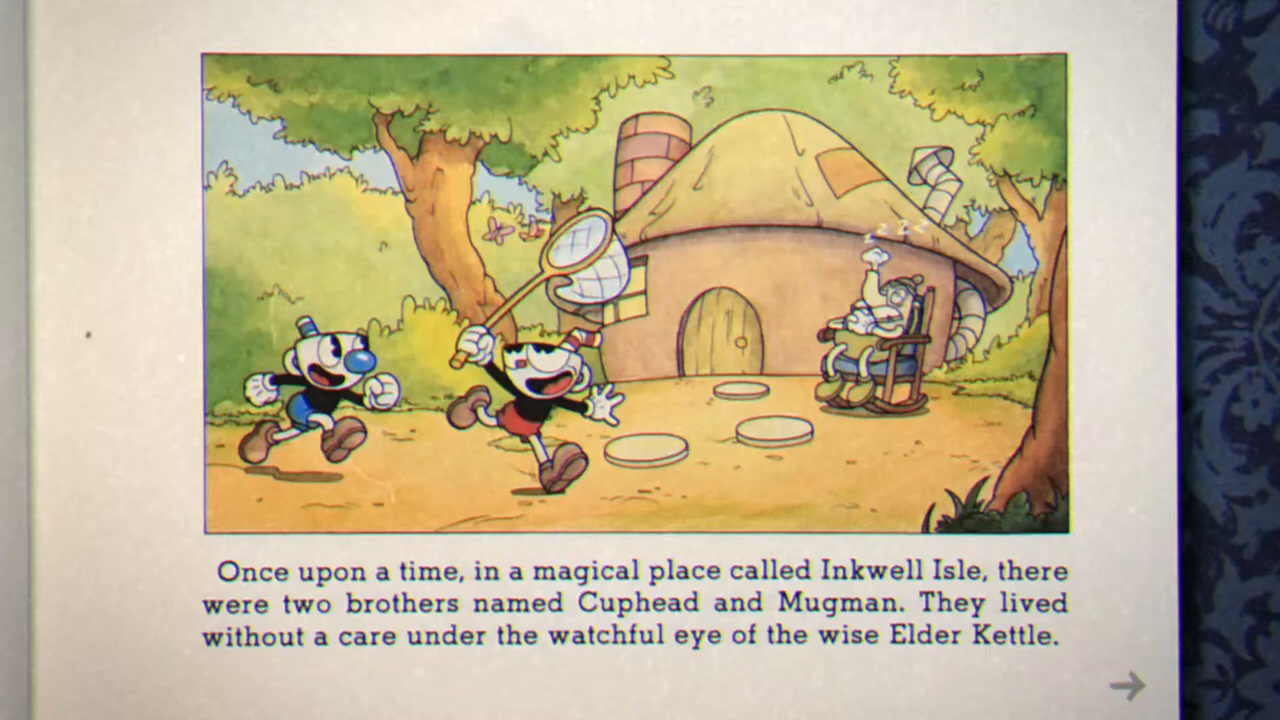 z z z z
Once upon a time, in a magical place called Inkwell Isle, there
were two brothers named Cuphead and Mugman. They lived
without a care under the watchful eye of the wise Elder Kettle.